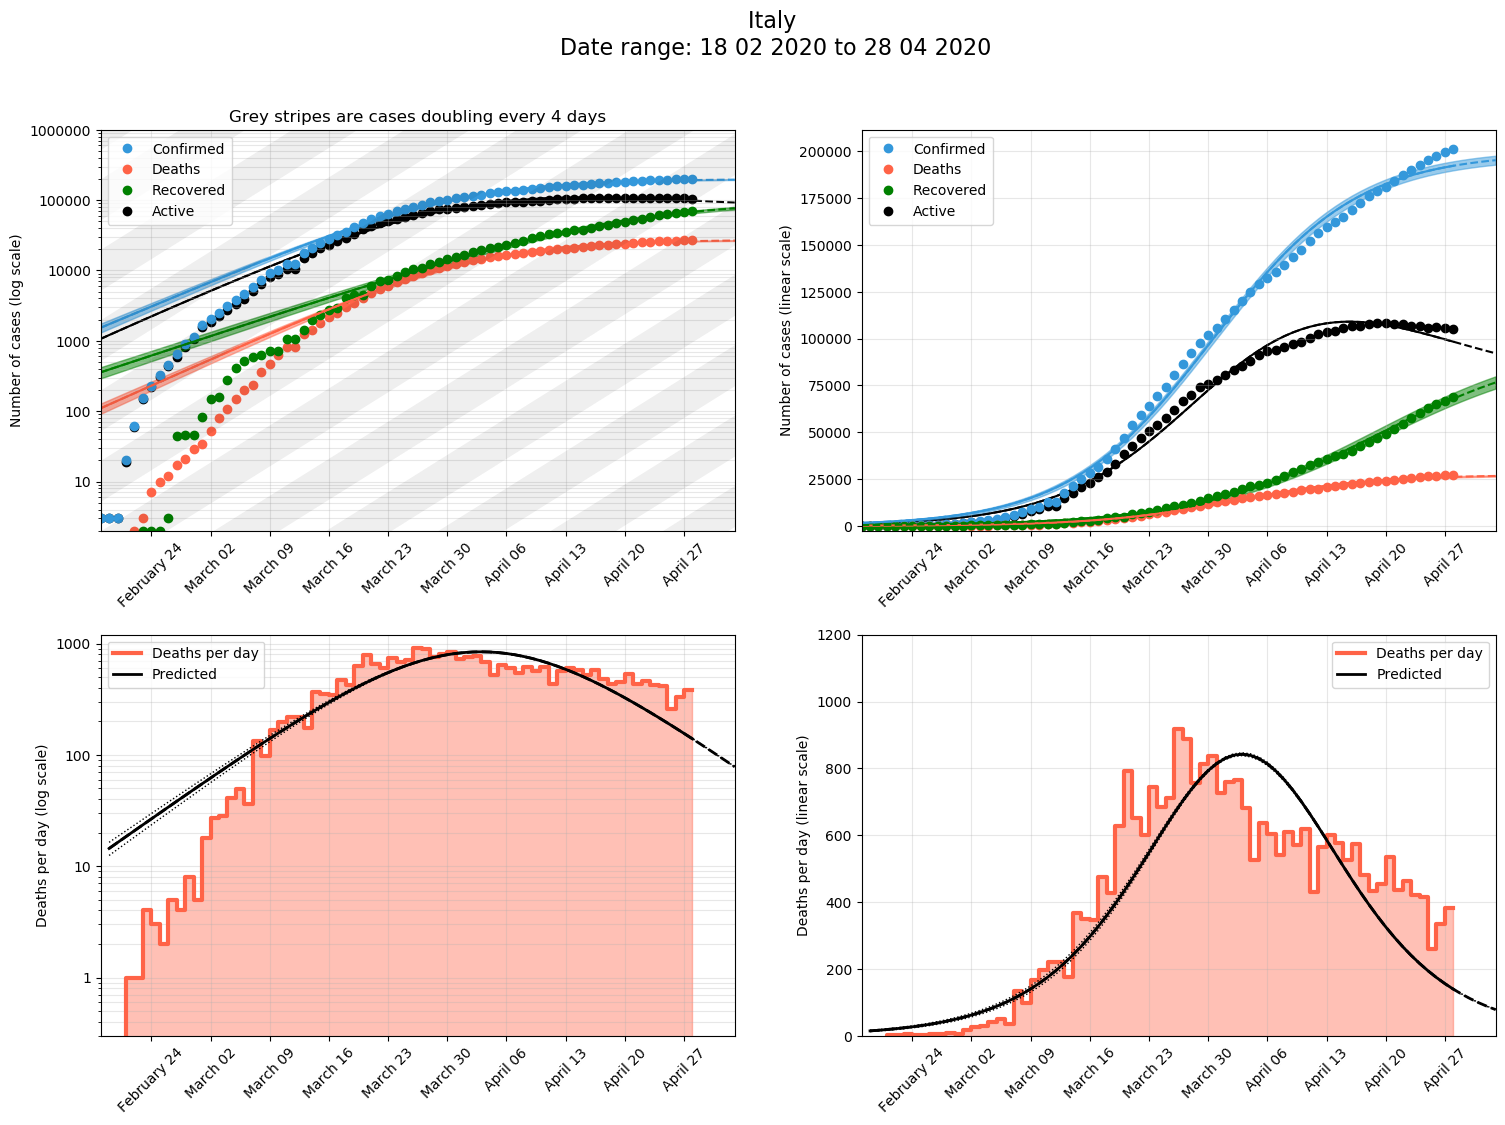 Italy
Date range: 18 02 2020 to 28 04 2020
Grey stripes are cases doubling every 4 days
Number of cases (log scale)
1000000
100000
10000
1000
100
10
Confirmed
Deaths
Recovered
Active
February 24
March 02
March 09
March 16
March 23
March 30
April 06
April 13
April 20
April 27
Number of cases (linear scale)
200000
175000
150000
125000
100000
75000
50000
25000
0
Confirmed
Deaths
Recovered
Active
February 24
March 02
March 09
March 16
March 23
March 30
April 06
April 13
April 20
April 27
Deaths per day (log scale)
1000
100
10
1
Deaths per day
Predicted
February 24
March 02
March 09
March 16
March 23
March 30
April 06
April 13
April 20
April 27
Deaths per day (linear scale)
1200
1000
800
600
400
200
0
Deaths per day
Predicted
February 24
March 02
March 09
March 16
March 23
March 30
April 06
April 13
April 20
April 27